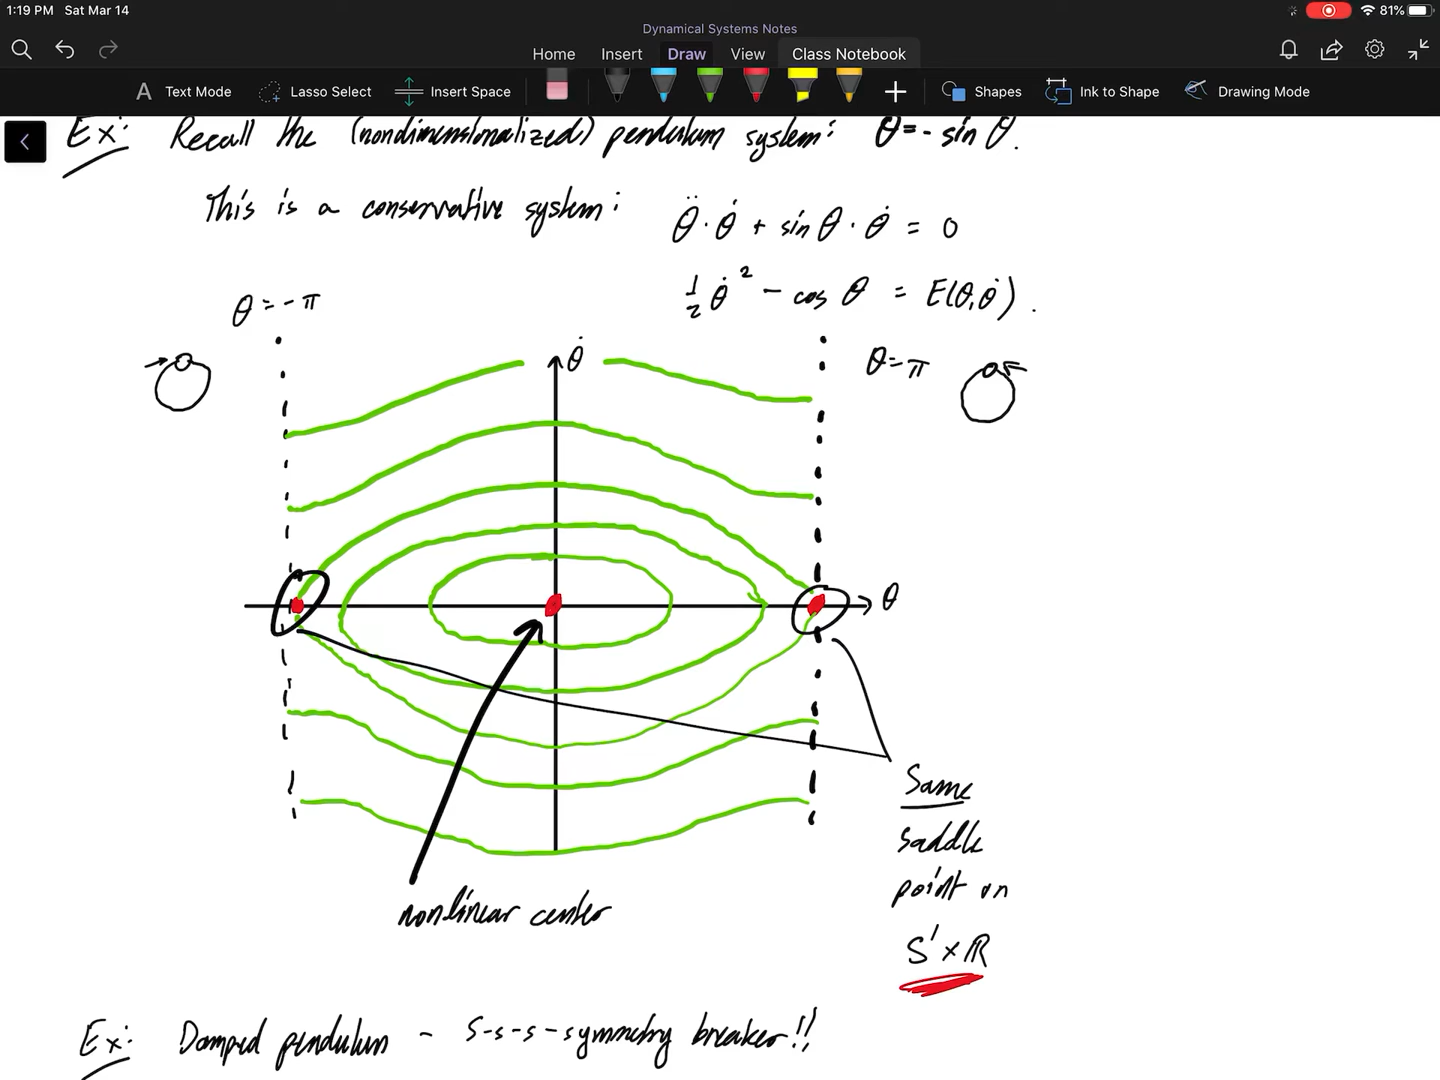 1:19 PM Sat Mar 14
81%
Dynamical Systems Notes
Home Insert Draw View Class Notebook
Text Mode Lasso Select Insert Space Shapes Ink to Shape Drawing Mode
Ex: Recall the (nondimensionalized) pendulum system: θ = - sin θ.
This is a conservative system: θ̈ · θ̇ + sin θ · θ̇ = 0
½ θ̇² - cos θ = E(θ, θ̇).
θ = -π
θ̇
θ = π
θ
Same
saddle
point on
S¹ × ℝ
nonlinear center
Ex: Damped pendulum - s-s-s-symmetry breaker!!